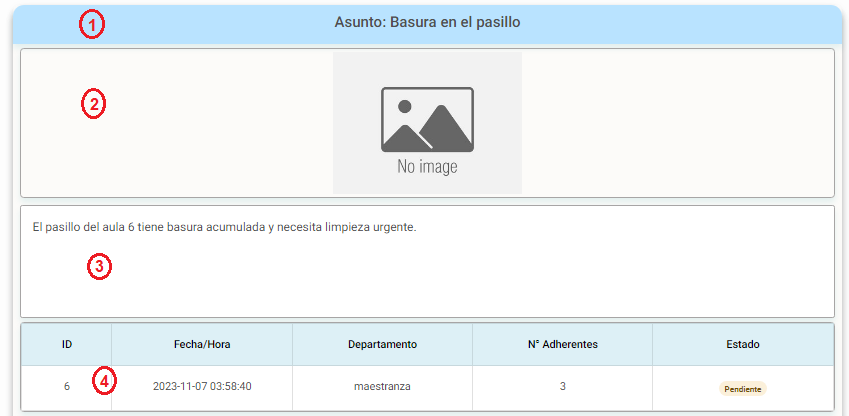 1
Asunto: Basura en el pasillo
2
No image
El pasillo del aula 6 tiene basura acumulada y necesita limpieza urgente.
3
ID Fecha/Hora Departamento N° Adherentes Estado
6 4 2023-11-07 03:58:40 maestranza 3 Pendiente